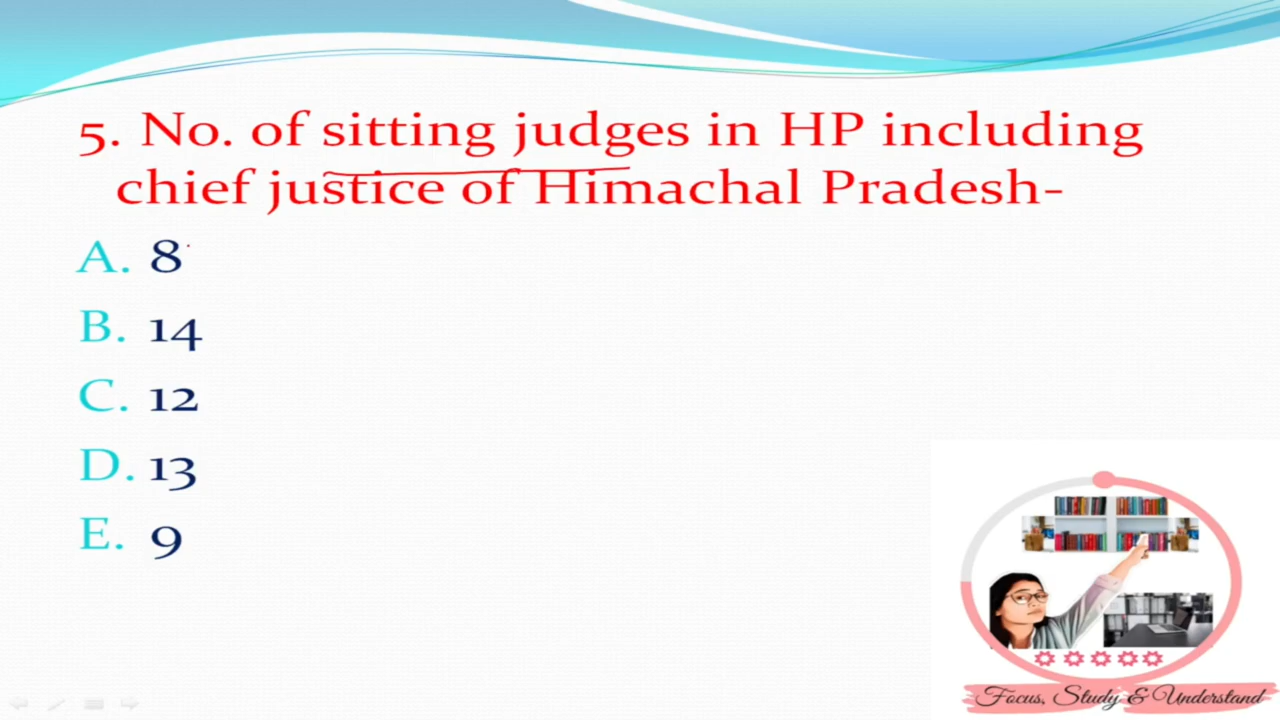 5. No. of sitting judges in HP including
chief justice of Himachal Pradesh-
A. 8
B. 14
C. 12
D. 13
E. 9
Focus, Study & Understand